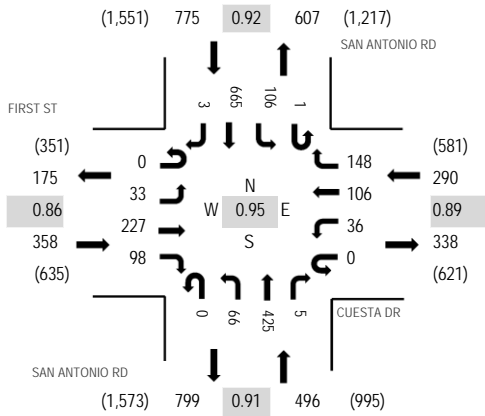 (1,551) 775 0.92 607 (1,217)
SAN ANTONIO RD
3 665 106 1
FIRST ST
(351) (581)
175 0 148 290
0.86 33 106 0.89
N
W 0.95 E
S
358 227 36 338
(635) 98 0 (621)
0 66 425 5
CUESTA DR
SAN ANTONIO RD
(1,573) 799 0.91 496 (995)